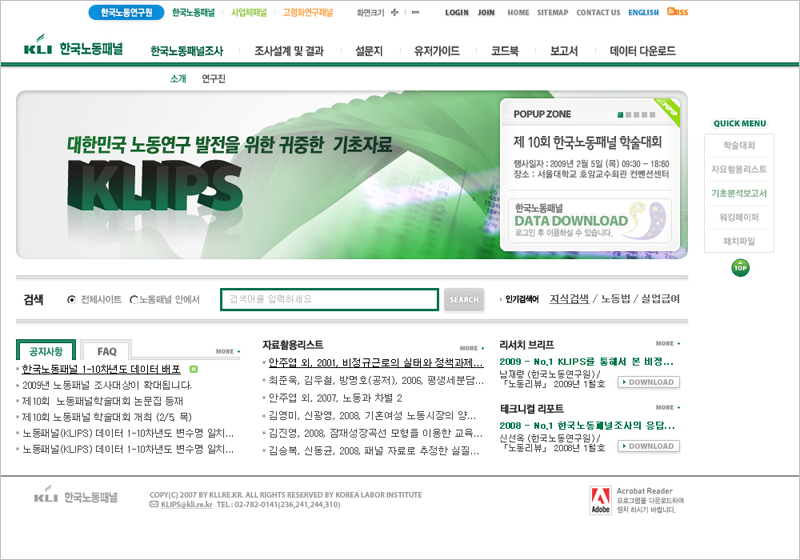 한국노동연구원 한국노동패널 사업체패널 고령화연구패널 화면크기 LOGIN JOIN HOME SITEMAP CONTACT US ENGLISH RSS
KLI 한국노동패널 한국노동패널조사 조사설계 및 결과 설문지 유저가이드 코드북 보고서 데이터 다운로드
소개 연구진
대한민국 노동연구 발전을 위한 귀중한 기초자료
KLIPS
POPUP ZONE
POPUP
제 10회 한국노동패널 학술대회
행사일자 : 2009년 2월 5일 (목) 09:30 - 18:60
장소 : 서울대학교 호암교수회관 컨벤션센터
한국노동패널
DATA DOWNLOAD
로그인 후 이용하실 수 있습니다.
QUICK MENU
학술대회
자료활용리스트
기초분석보고서
워킹페이퍼
패치파일
TOP
검색 전체사이트 노동패널 안에서 검색어를 입력하세요 SEARCH 인기검색어 지식검색 / 노동법 / 실업급여
공지사항 FAQ MORE
한국노동패널 1-10차년도 데이터 배포
2009년 노동패널 조사대상이 확대됩니다.
제10회 노동패널학술대회 논문집 등재
제10회 노동패널 학술대회 개최 (2/5, 목)
노동패널(KLIPS) 데이터 1-10차년도 변수명 일치...
노동패널(KLIPS) 데이터 1-10차년도 변수명 일치...
자료활용리스트 MORE
안주엽 외, 2001, 비정규근로의 실태와 정책과제...
최준욱, 김우철, 방명호(공저), 2006, 평생세분담...
안주엽 외, 2007, 노동과 차별 2
김영미, 신광영, 2008, 기혼여성 노동시장의 양...
김진영, 2008, 잠재성장곡선 모형을 이용한 교육...
김승복, 신동균, 2008, 패널 자료로 추정한 실질...
리서치 브리프 MORE
2009 - No,1 KLIPS를 통해서 본 비정...
남재량 (한국노동연구원)/
「노동리뷰」 2009년 1월호 DOWNLOAD
테크니컬 리포트 MORE
2008 - No,1 한국노동패널조사의 응답...
신선옥 (한국노동연구원)/
「노동리뷰」 2008년 1월호 DOWNLOAD
KLI 한국노동패널
COPY(C) 2007 BY KLI.RE.KR. ALL RIGHTS RESERVED BY KOREA LABOR INSTITUTE
KLIPS@kli.re.kr TEL : 02-782-0141(236,241,244,310)
Adobe
Acrobat Reader
프로그램을 다운로드하여
설치 하시기 바랍니다.